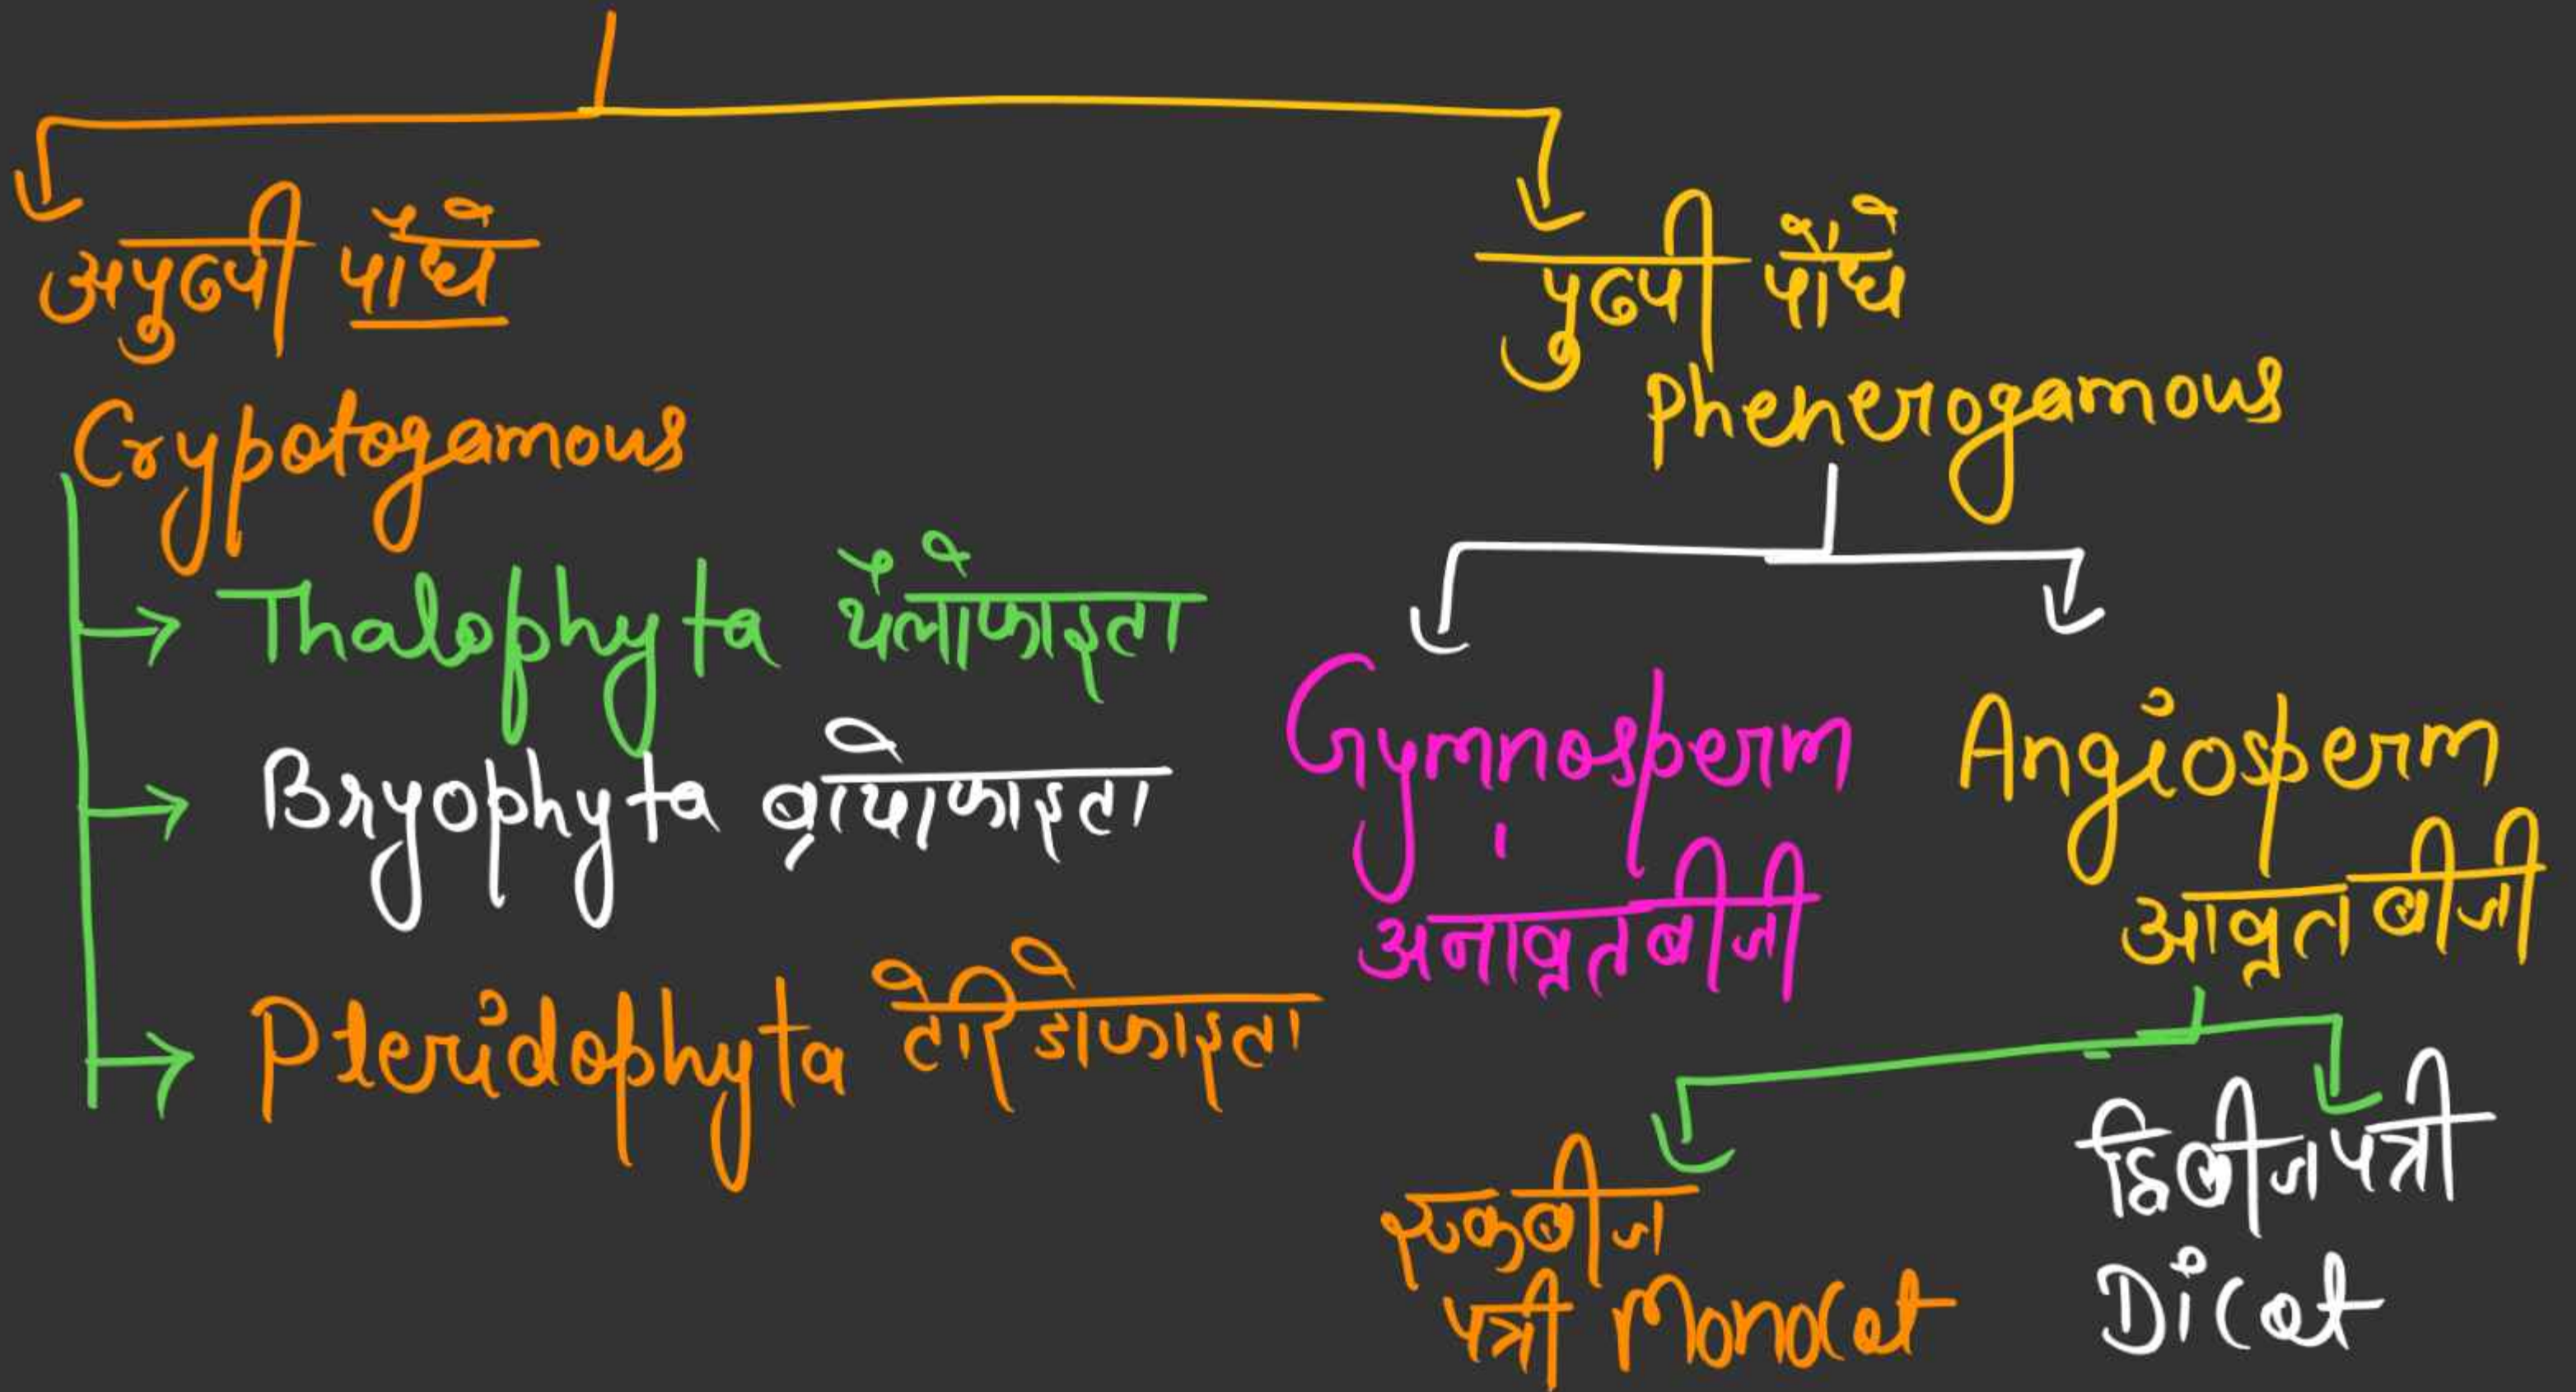 अपुष्पी पौधे
Crypotogamous
Thalophyta थैलोफाइटा
Bryophyta ब्रायोफाइटा
Pteridophyta टेरिडोफाइटा
पुष्पी पौधे
Phenerogamous
Gymnosperm
अनावृतबीजी
Angiosperm
आवृतबीजी
एकबीज
पत्री Monocot
द्विबीजपत्री
Dicot